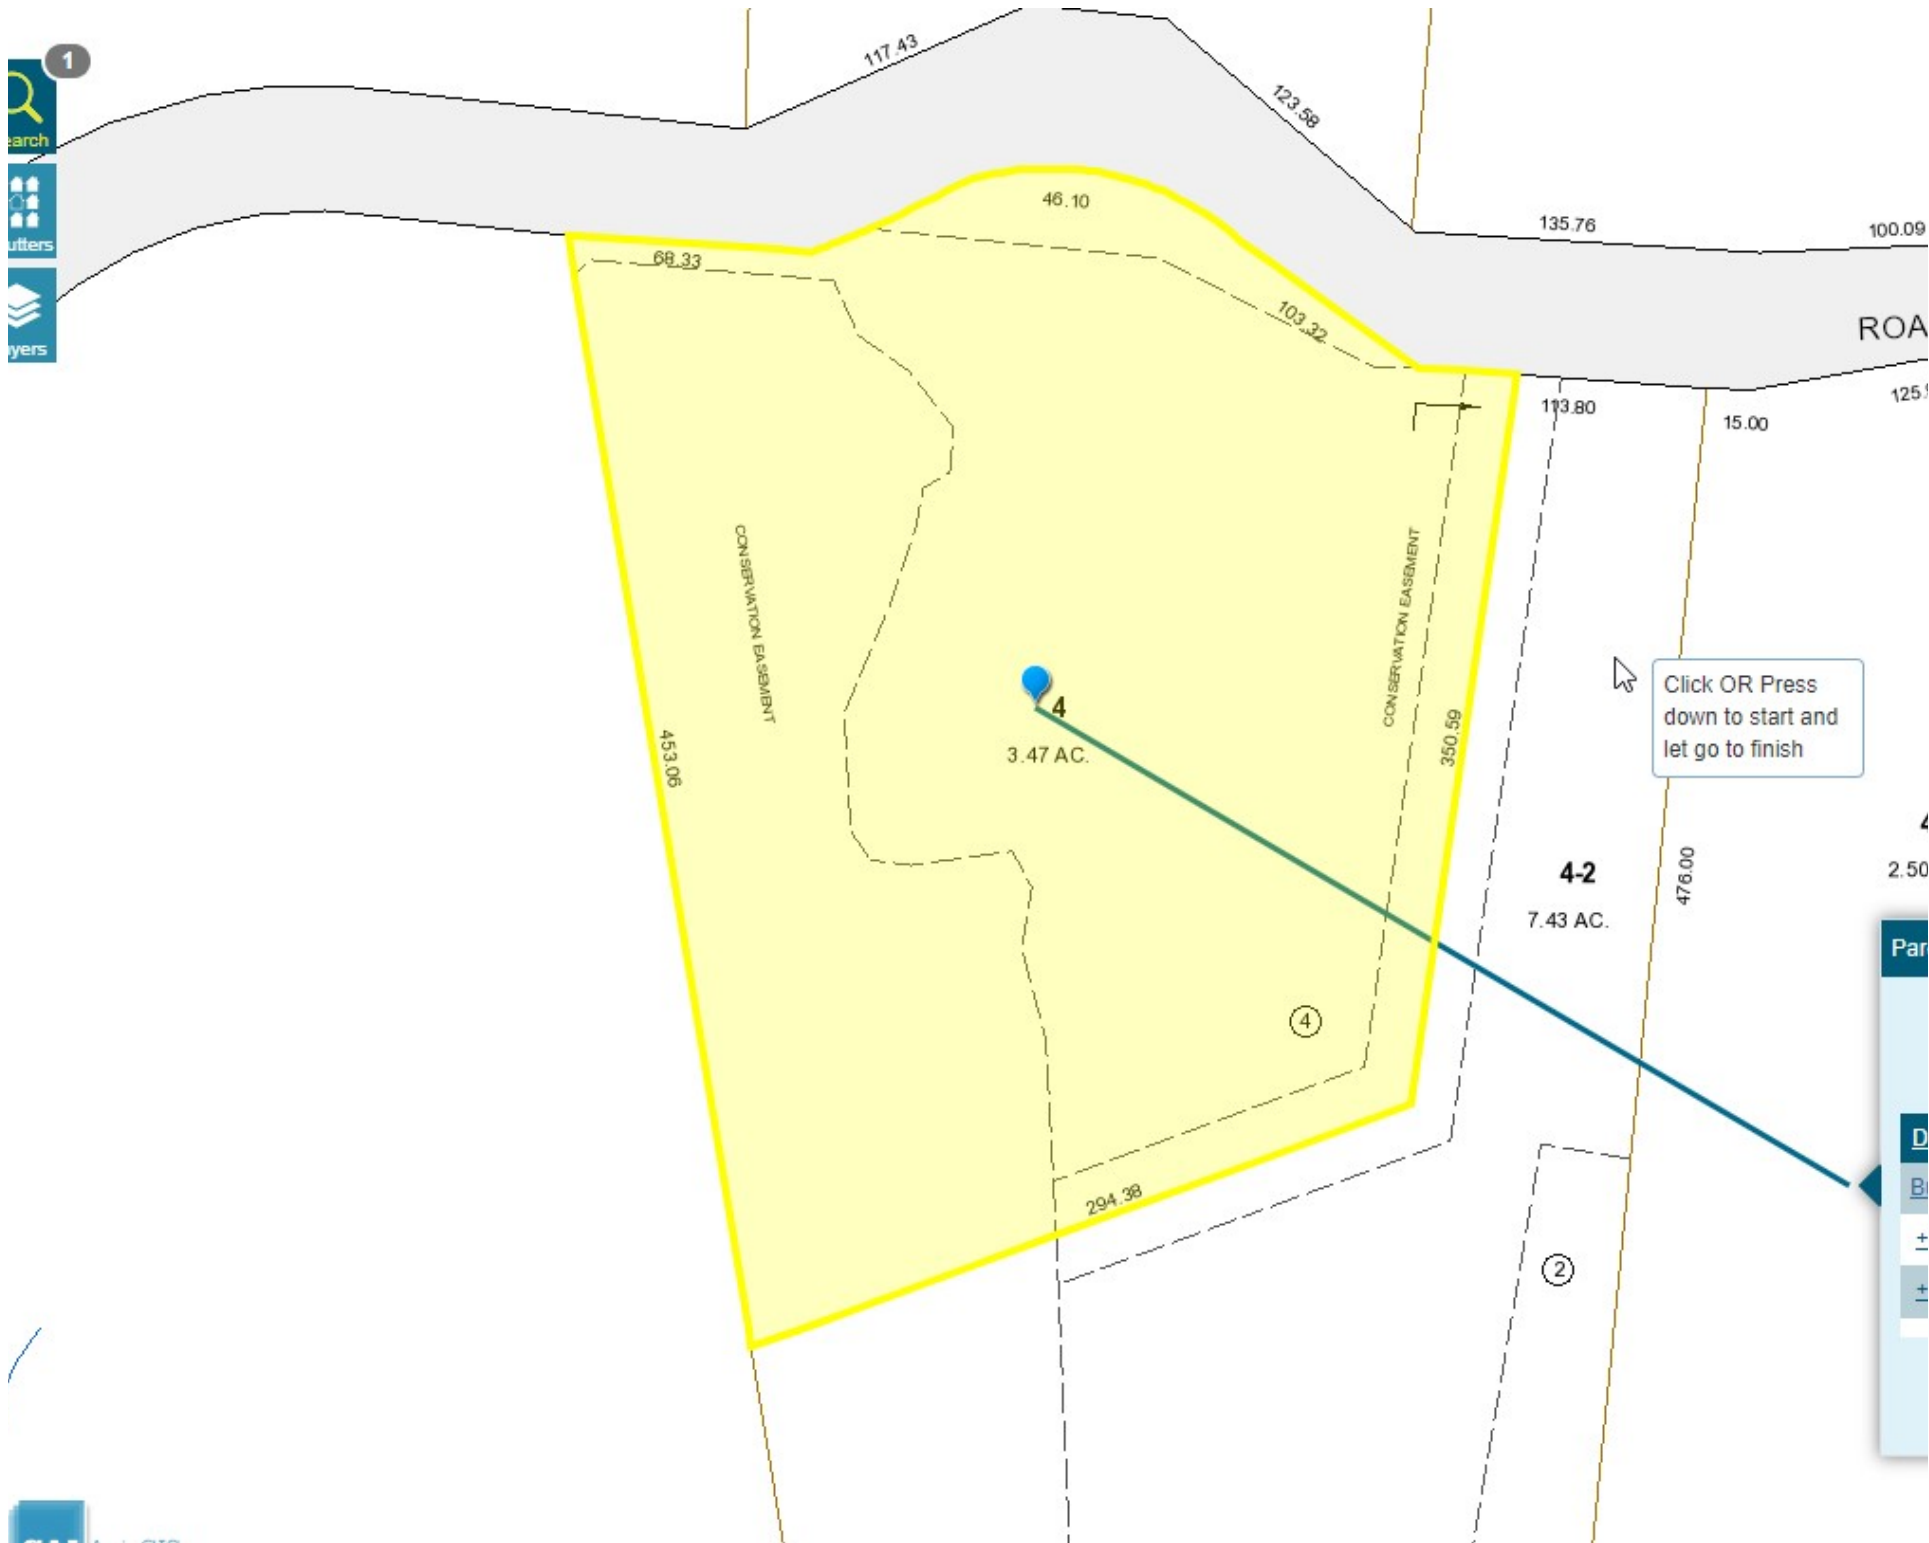 1
117.43
123.58
earch
46.10
utters
135.76
100.09
68.33
103.32
ROA
yers
113.80
15.00
CONSERVATION EASEMENT
CONSERVATION EASEMENT
4
3.47 AC.
453.06
350.59
Click OR Press
down to start and
let go to finish
4-2
7.43 AC.
476.00
2.50
Par
4
D
294.38
2